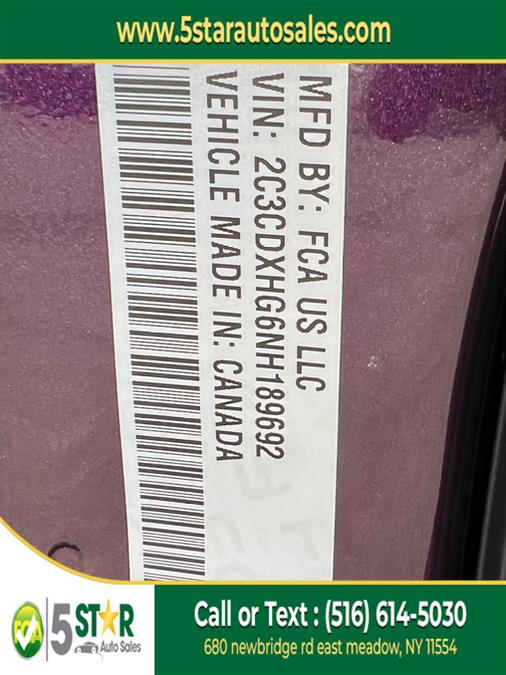 www.5starautosales.com
MFD BY: FCA US LLC
VIN: 2C3CDXHG6NH189692
VEHICLE MADE IN: CANADA
FCA
5 STAR
Auto Sales
Call or Text : (516) 614-5030
680 newbridge rd east meadow, NY 11554